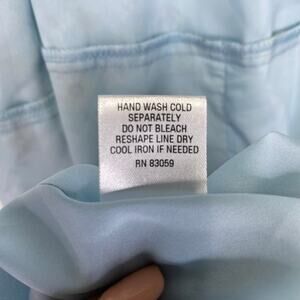 HAND WASH COLD
SEPARATELY
DO NOT BLEACH
RESHAPE LINE DRY
COOL IRON IF NEEDED
RN 83059